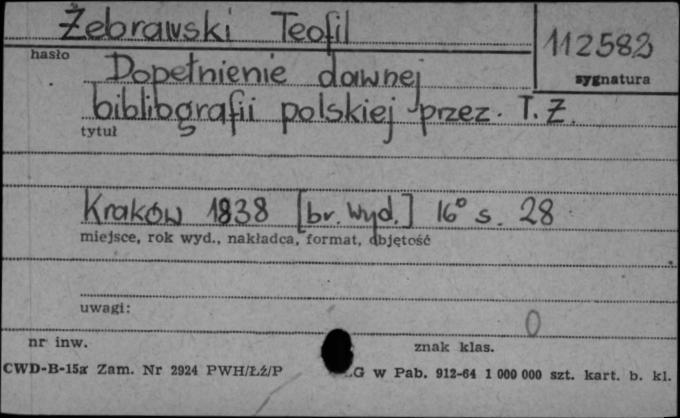 Żebrawski Teofil
112583
hasło
sygnatura
Dopełnienie dawnej
bibliografii polskiej przez. T. Ż.
tytuł
Kraków 1838 [br. wyd.] 16° s. 28
miejsce, rok wyd., nakładca, format, objętość
uwagi:
0
nr inw.
znak klas.
CWD-B-15a Zam. Nr 2924 PWH/ŁŹ/P G w Pab. 912-64 1 000 000 szt. kart. b. kl.